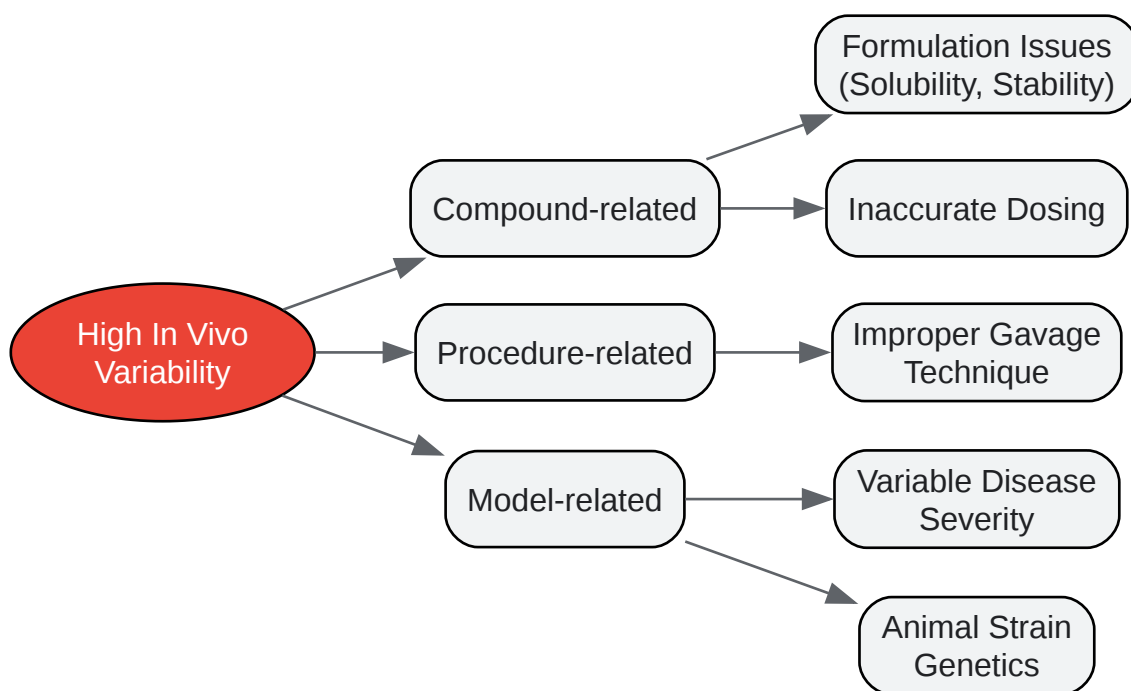 High In Vivo
Variability
Compound-related
Formulation Issues
(Solubility, Stability)
Inaccurate Dosing
Procedure-related
Improper Gavage
Technique
Model-related
Variable Disease
Severity
Animal Strain
Genetics